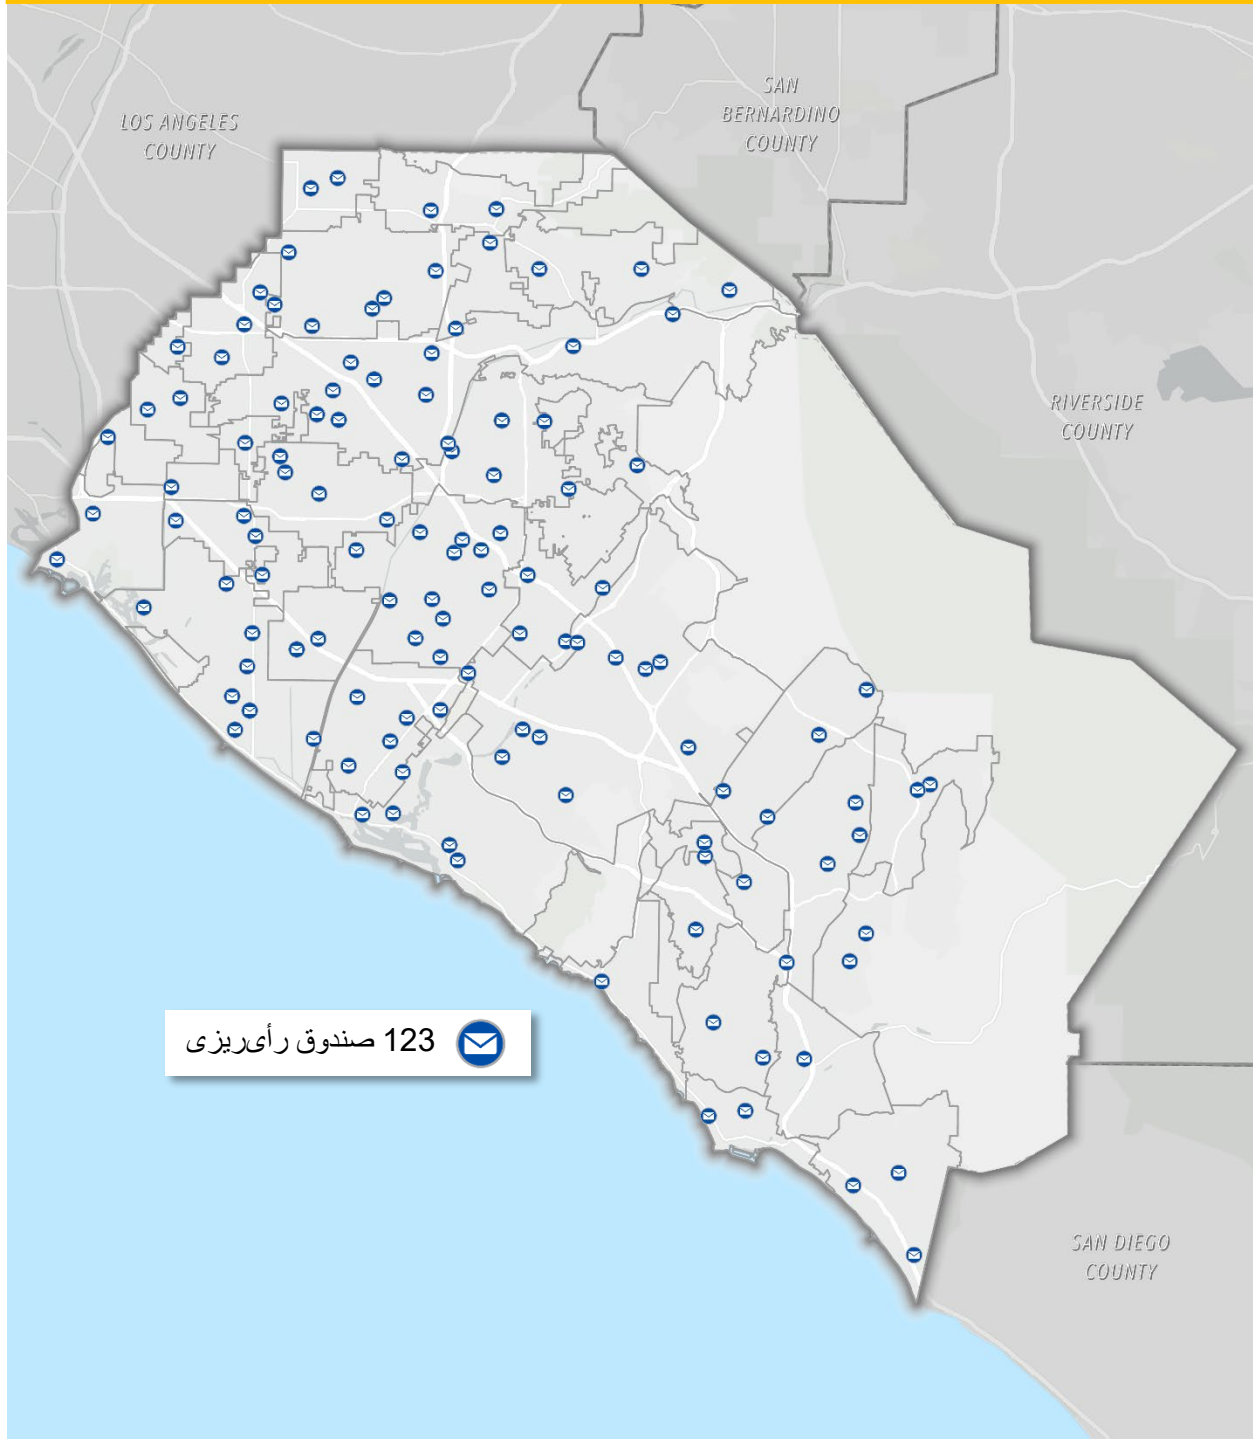 SAN
BERNARDINO
COUNTY
LOS ANGELES
COUNTY
RIVERSIDE
COUNTY
123 صندوق رأی‌ریزی
SAN DIEGO
COUNTY